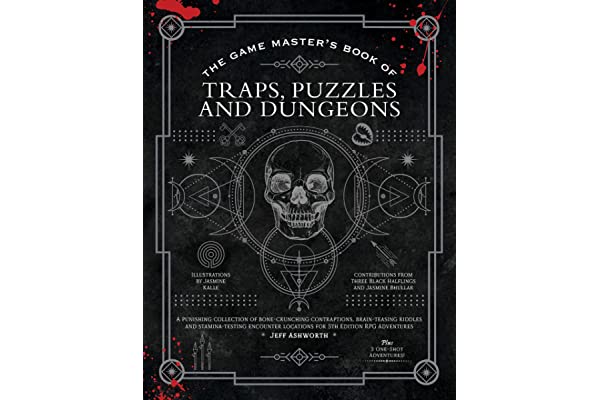 THE GAME MASTER'S BOOK OF
TRAPS, PUZZLES
AND DUNGEONS
ILLUSTRATIONS
BY JASMINE
KALLE
CONTRIBUTIONS FROM
THREE BLACK HALFLINGS
AND JASMINE BHULLAR
A PUNISHING COLLECTION OF BONE-CRUNCHING CONTRAPTIONS, BRAIN-TEASING RIDDLES
AND STAMINA-TESTING ENCOUNTER LOCATIONS FOR 5TH EDITION RPG ADVENTURES
JEFF ASHWORTH
Plus
3 ONE-SHOT
ADVENTURES!